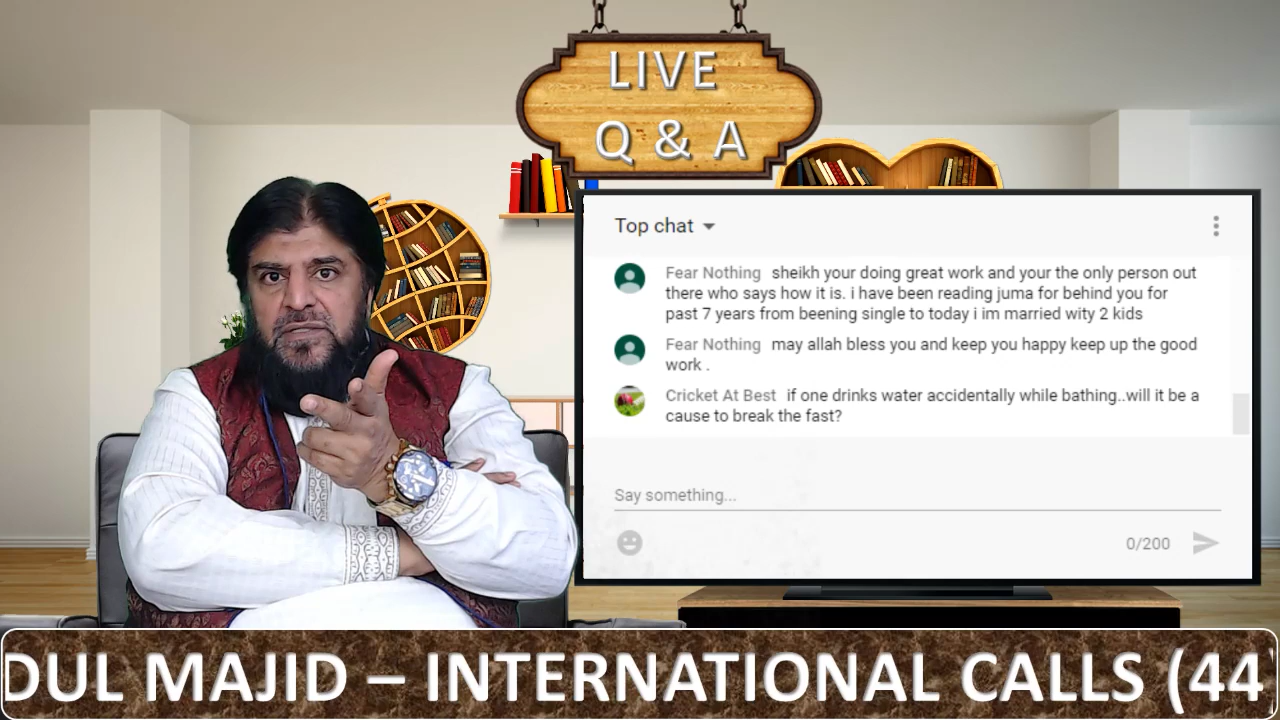 LIVE
Q & A
Top chat
Fear Nothing sheikh your doing great work and your the only person out
there who says how it is. i have been reading juma for behind you for
past 7 years from beening single to today i im married wity 2 kids
Fear Nothing may allah bless you and keep you happy keep up the good
work .
Cricket At Best if one drinks water accidentally while bathing..will it be a
cause to break the fast?
Say something...
0/200
DUL MAJID – INTERNATIONAL CALLS (44